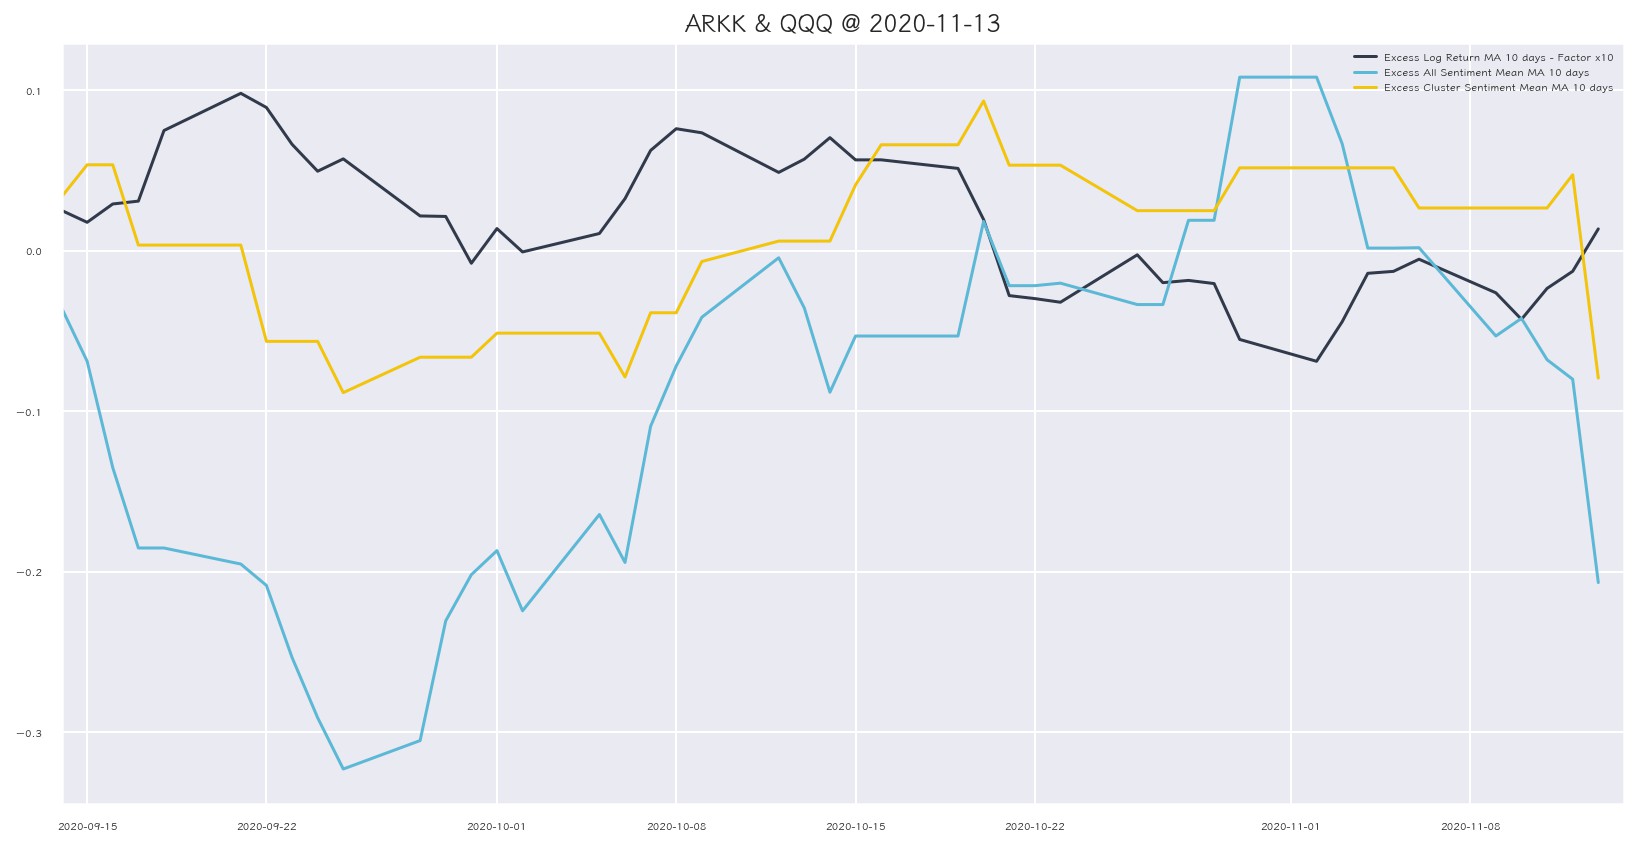 ARKK & QQQ @ 2020-11-13
Excess Log Return MA 10 days - Factor x10
Excess All Sentiment Mean MA 10 days
Excess Cluster Sentiment Mean MA 10 days
0.1
0.0
−0.1
−0.2
−0.3
2020-09-15 2020-09-22 2020-10-01 2020-10-08 2020-10-15 2020-10-22 2020-11-01 2020-11-08